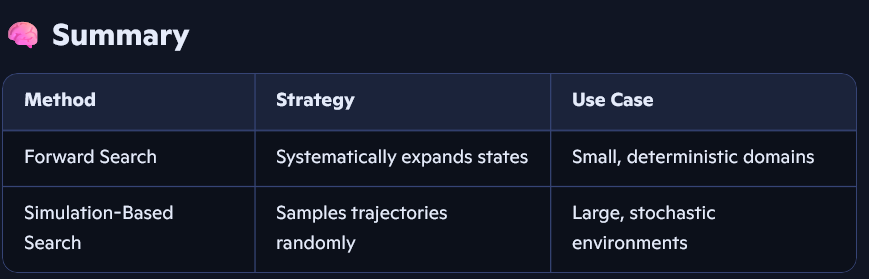 🧠 Summary
Method Strategy Use Case
Forward Search Systematically expands states Small, deterministic domains
Simulation-Based Samples trajectories Large, stochastic
Search randomly environments